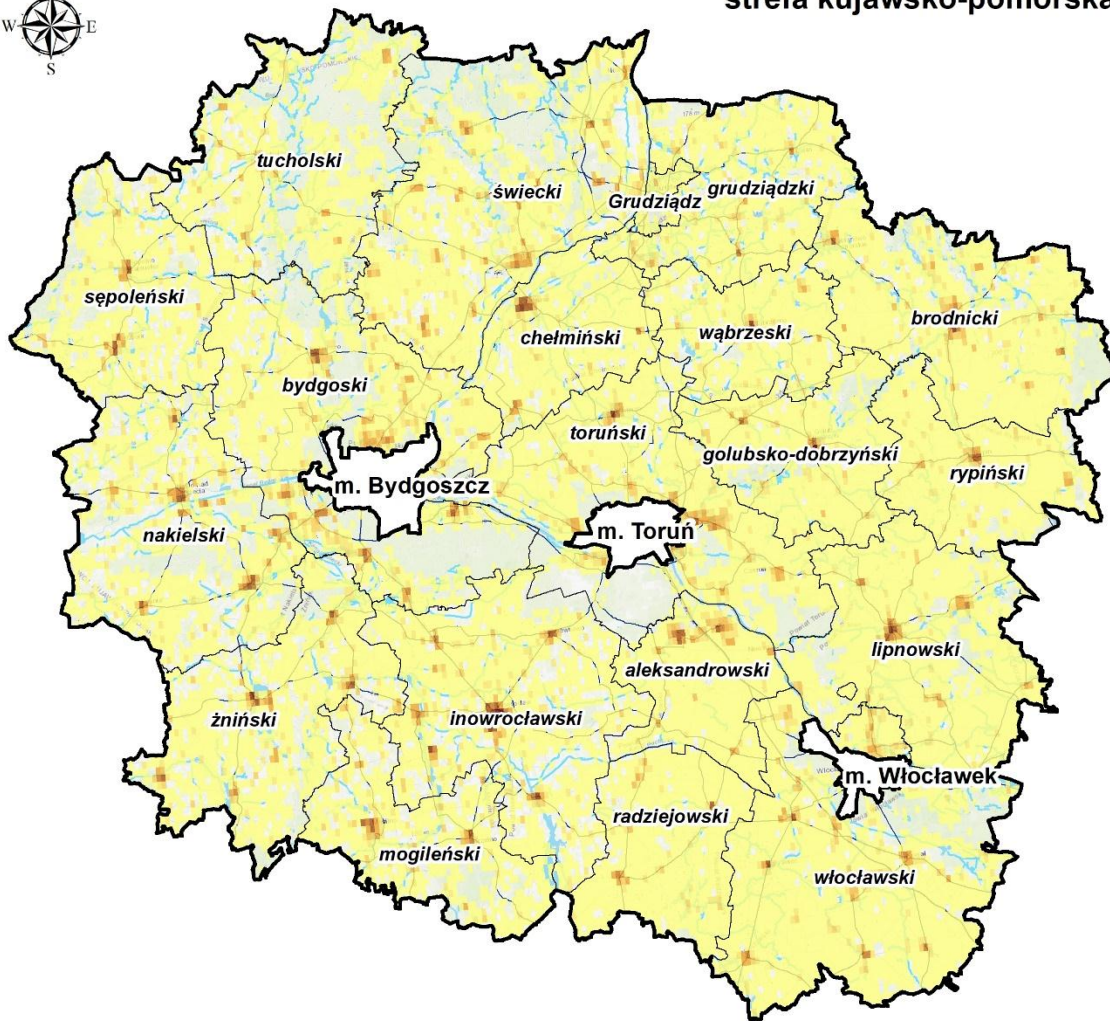 strefa kujawsko-pomorska
W E
S
tucholski
świecki
Grudziądz
grudziądzki
sępoleński
chełmiński
wąbrzeski
brodnicki
bydgoski
toruński
golubsko-dobrzyński
rypiński
m. Bydgoszcz
nakielski
m. Toruń
lipnowski
aleksandrowski
żniński
inowrocławski
m. Włocławek
radziejowski
mogileński
włocławski